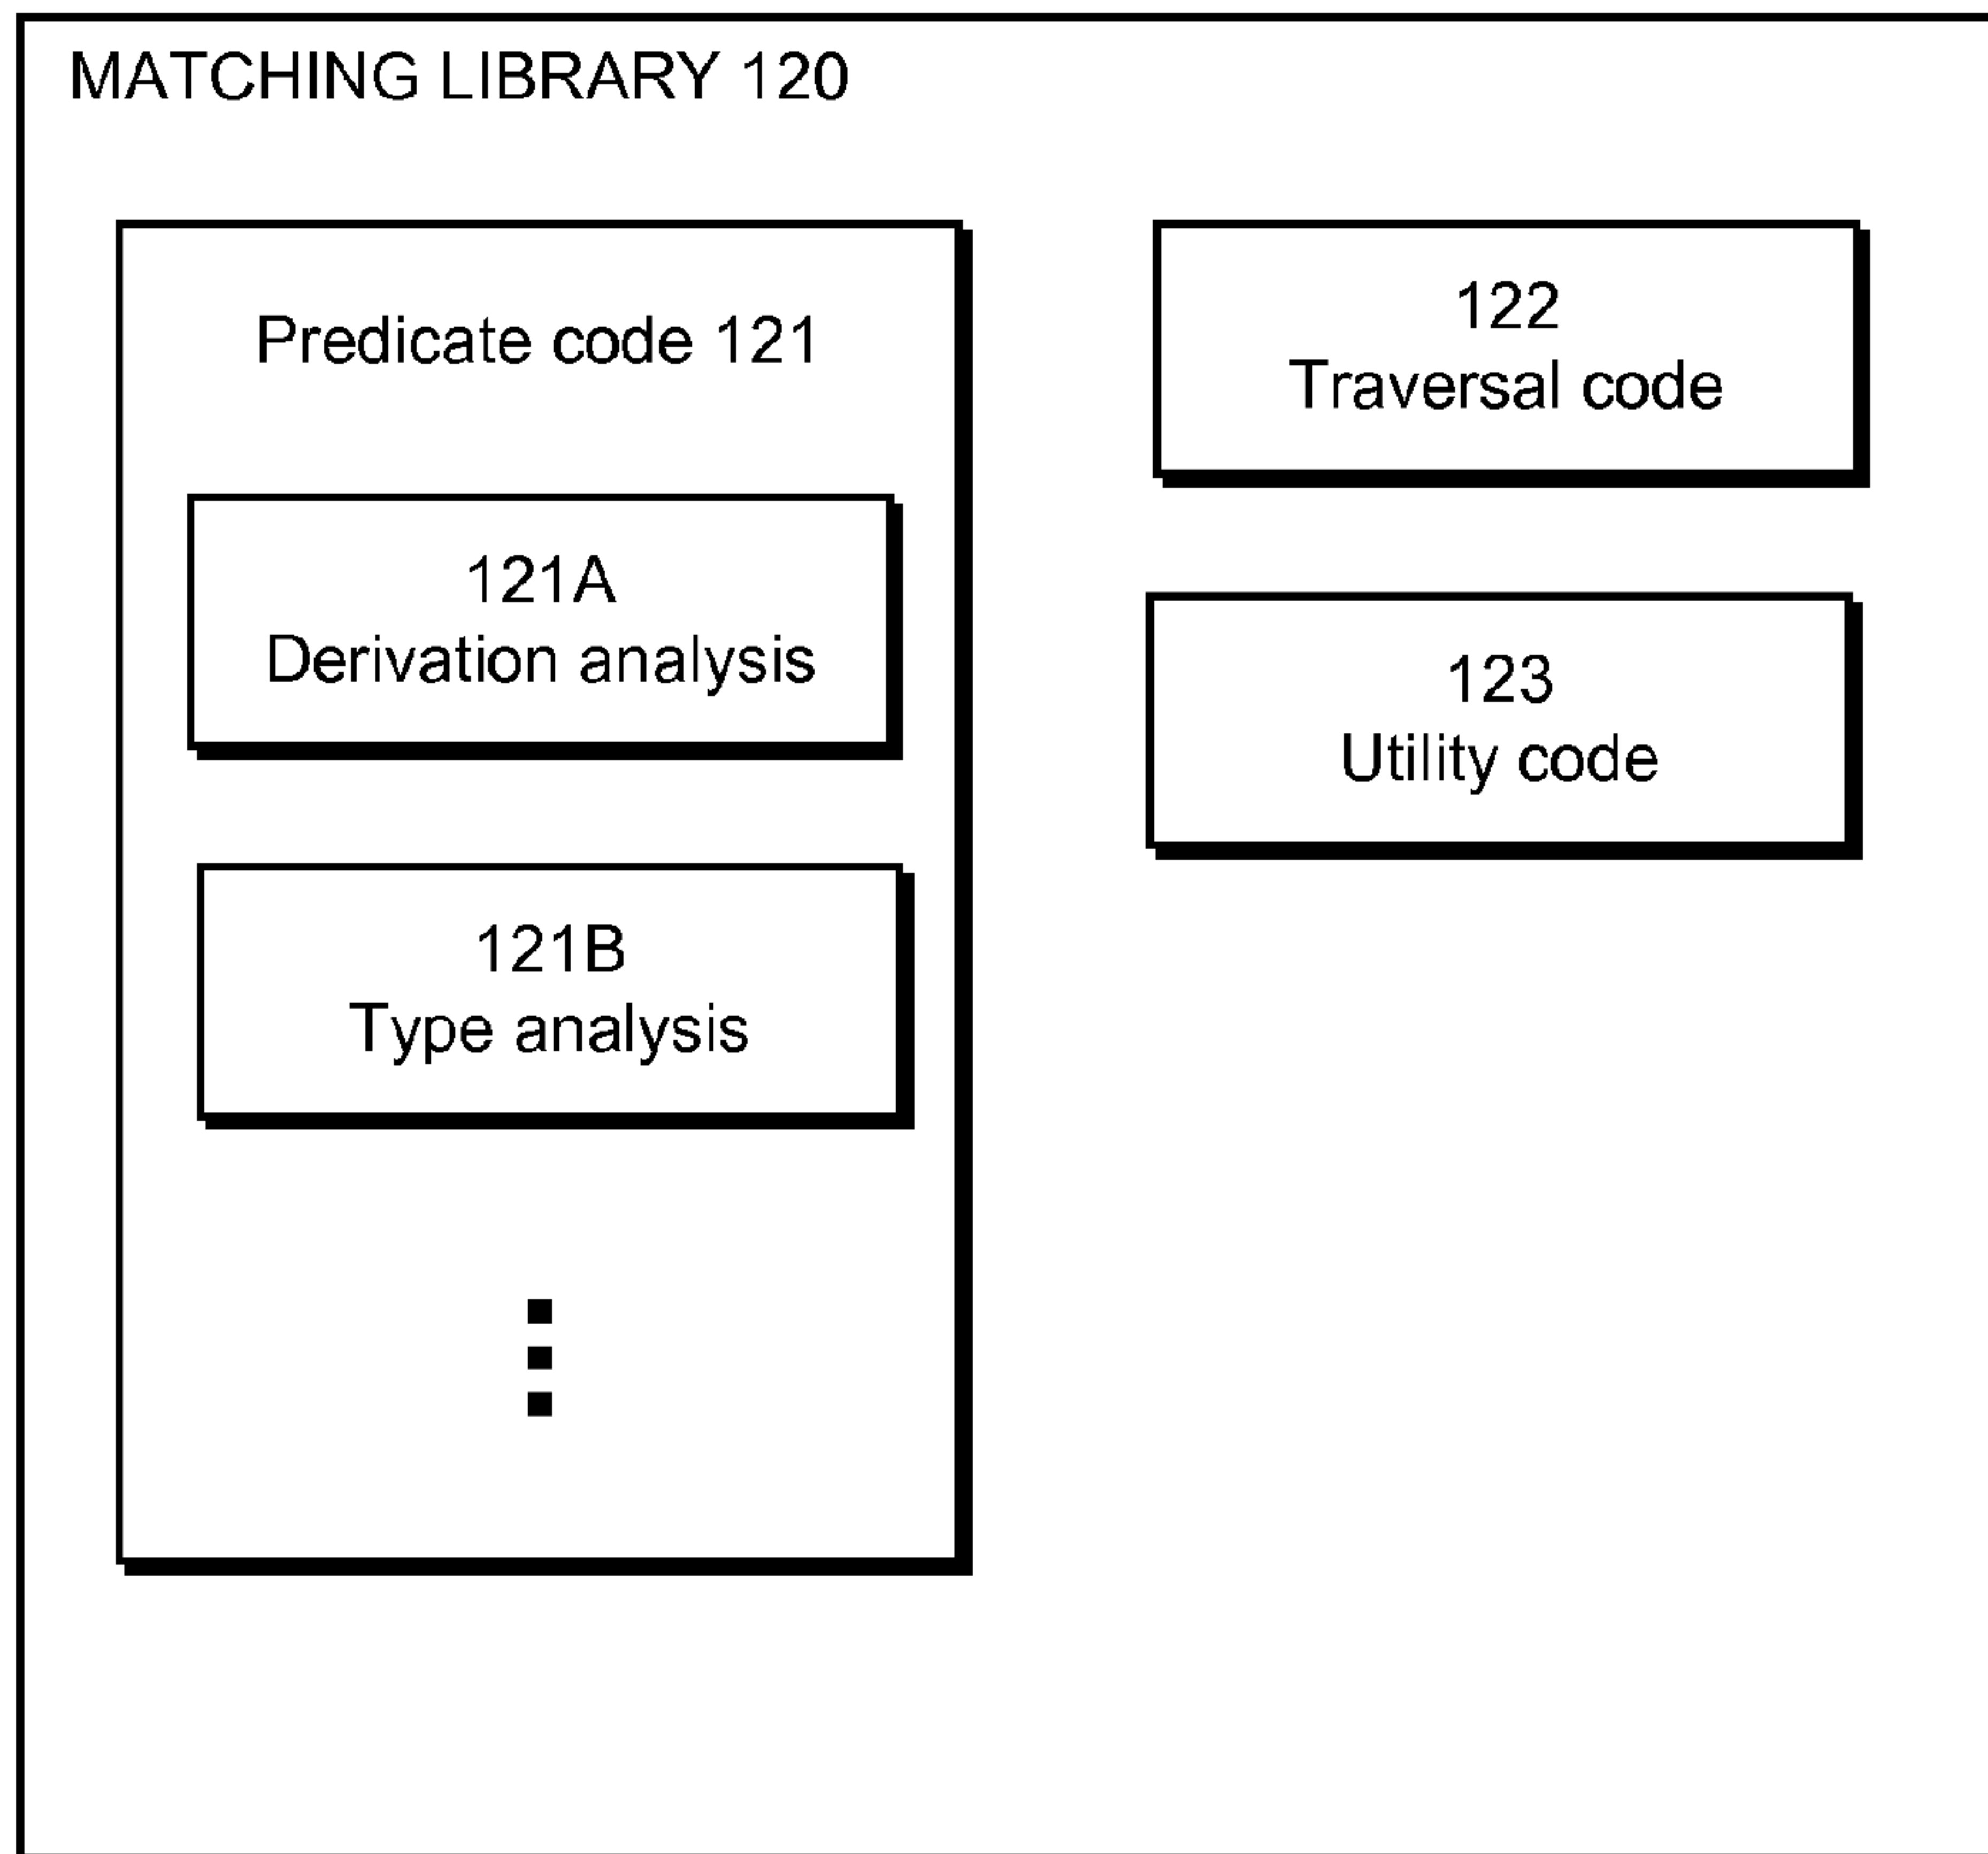 MATCHING LIBRARY 120
Predicate code 121
121A
Derivation analysis
121B
Type analysis
122
Traversal code
123
Utility code